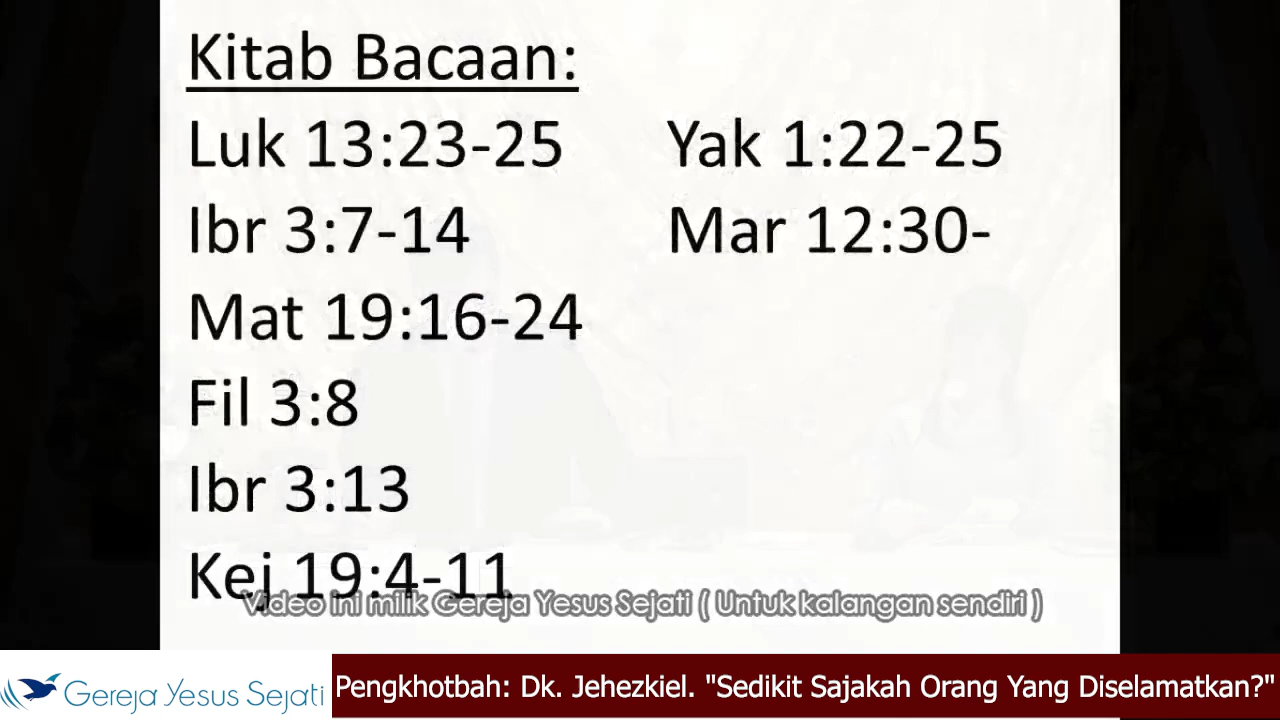 Kitab Bacaan:
Luk 13:23-25
Ibr 3:7-14
Mat 19:16-24
Fil 3:8
Ibr 3:13
Kej 19:4-11
Yak 1:22-25
Mar 12:30-
Video ini milik Gereja Yesus Sejati ( Untuk kalangan sendiri )
Gereja Yesus Sejati
Pengkhotbah: Dk. Jehezkiel. "Sedikit Sajakah Orang Yang Diselamatkan?"